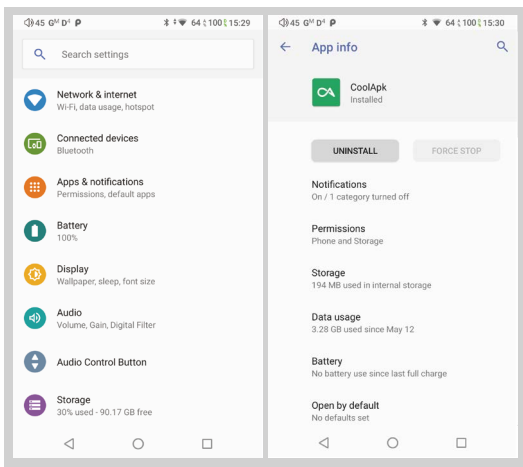 45 Gᴹ D⁴ 64 100 15:29
Search settings
Network & internet
Wi-Fi, data usage, hotspot
Connected devices
Bluetooth
Apps & notifications
Permissions, default apps
Battery
100%
Display
Wallpaper, sleep, font size
Audio
Volume, Gain, Digital Filter
Audio Control Button
Storage
30% used - 90.17 GB free
45 Gᴹ D⁴ 64 100 15:30
App info
CoolApk
Installed
UNINSTALL
FORCE STOP
Notifications
On / 1 category turned off
Permissions
Phone and Storage
Storage
194 MB used in internal storage
Data usage
3.28 GB used since May 12
Battery
No battery use since last full charge
Open by default
No defaults set